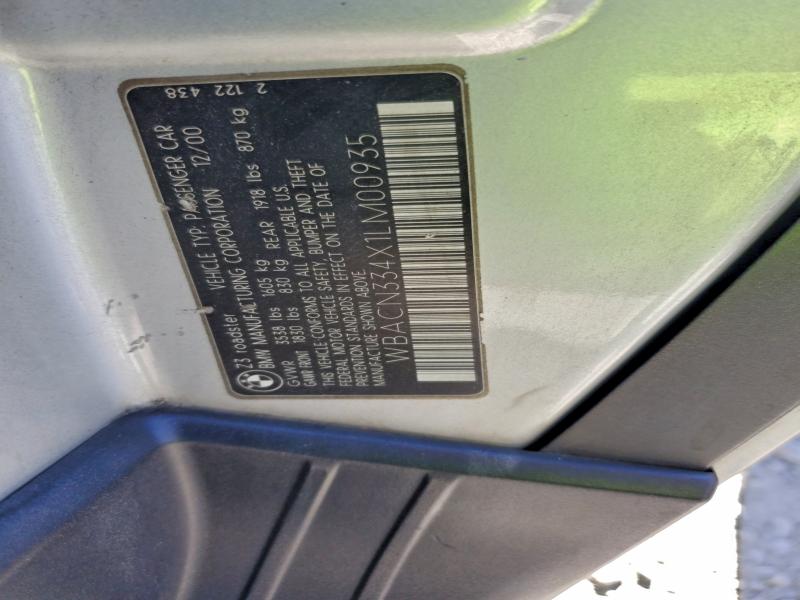 Z3 roadster VEHICLE TYP: PASSENGER CAR
BMW MANUFACTURING CORPORATION 12/00
GVWR 3538 lbs 1605 kg REAR 1918 lbs 870 kg
GAWR FRONT 1830 lbs 830 kg
THIS VEHICLE CONFORMS TO ALL APPLICABLE U.S.
FEDERAL MOTOR VEHICLE SAFETY, BUMPER AND THEFT
PREVENTION STANDARDS IN EFFECT ON THE DATE OF
MANUFACTURE SHOWN ABOVE
WBACN334X1LM00935
2 122 438